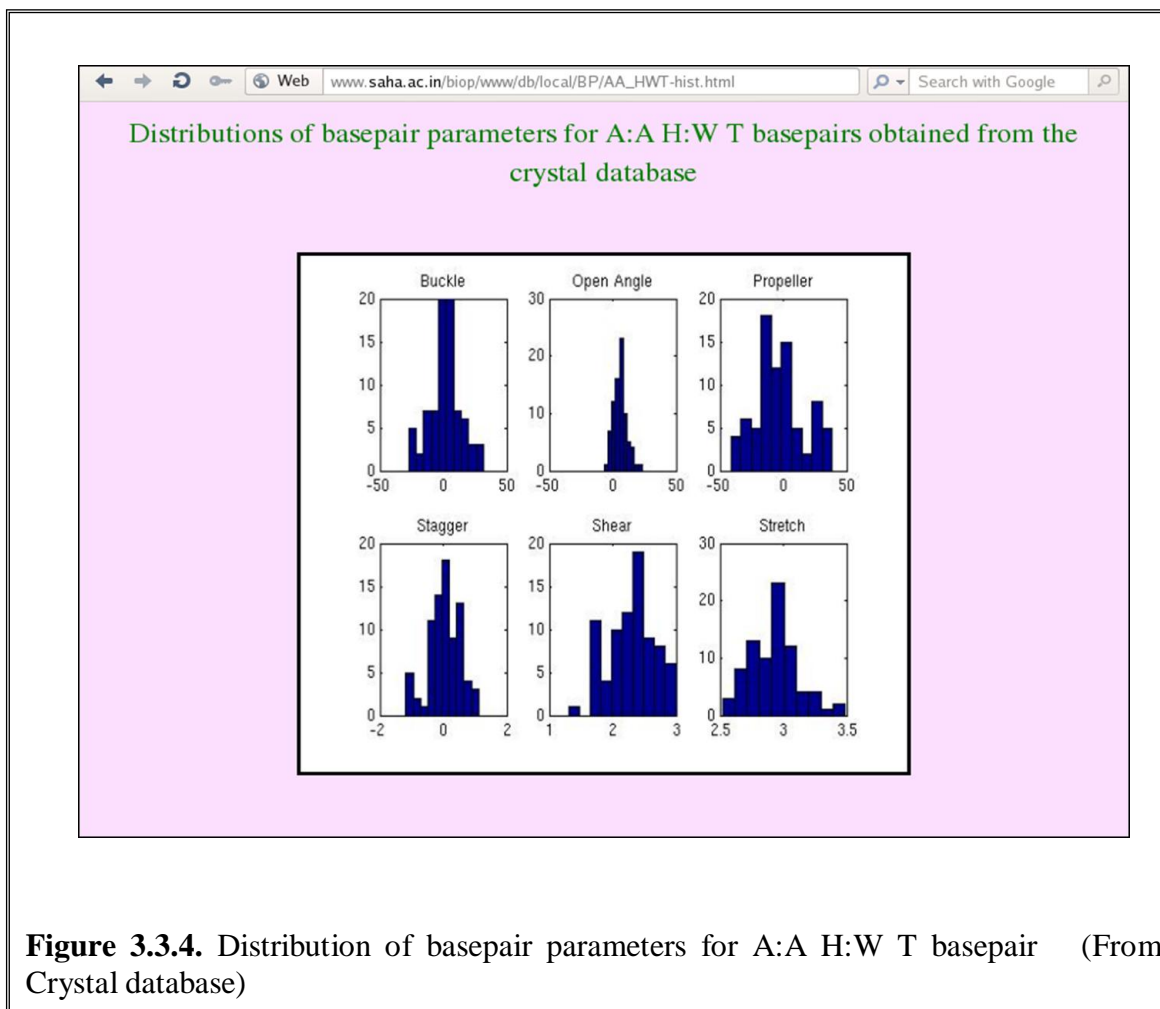 Web www.saha.ac.in/biop/www/db/local/BP/AA_HWT-hist.html Search with Google
Distributions of basepair parameters for A:A H:W T basepairs obtained from the
crystal database
Buckle Open Angle Propeller
20 30 20
15 15
20
10 10
10
5 5
0 0 0
-50 0 50 -50 0 50 -50 0 50
Stagger Shear Stretch
20 20 30
15 15
20
10 10
10
5 5
0 0 0
-2 0 2 1 2 3 2.5 3 3.5
Figure 3.3.4. Distribution of basepair parameters for A:A H:W T basepair (From
Crystal database)